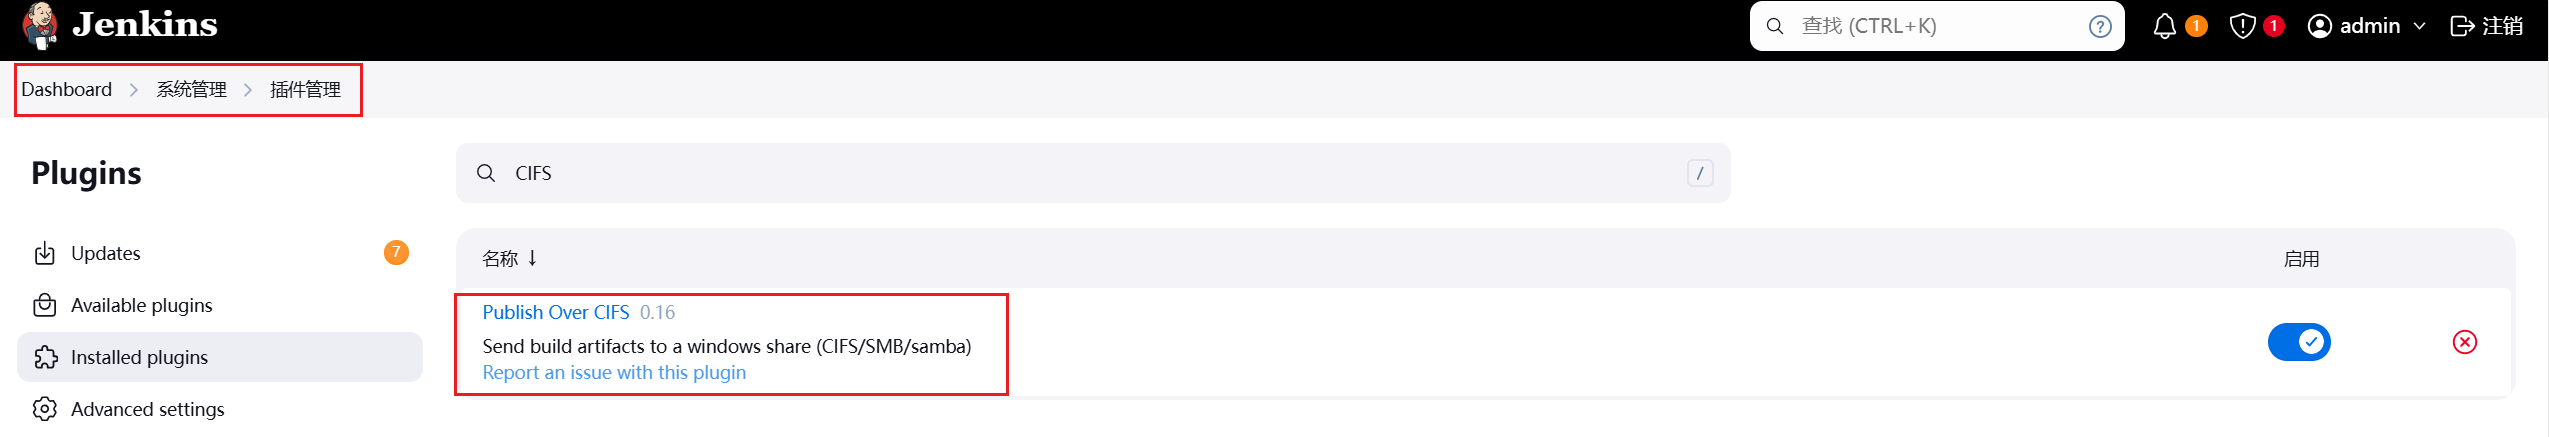 Jenkins
查找 (CTRL+K)
?
1
1
admin
注销
Dashboard
系统管理
插件管理
Plugins
CIFS
/
Updates
7
Available plugins
Installed plugins
Advanced settings
名称 ↓
启用
Publish Over CIFS 0.16
Send build artifacts to a windows share (CIFS/SMB/samba)
Report an issue with this plugin